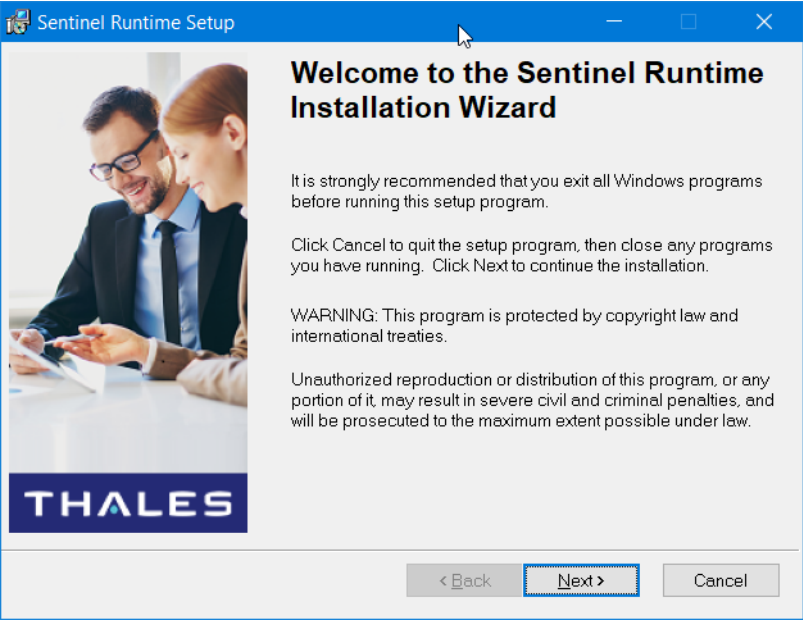 Sentinel Runtime Setup
Welcome to the Sentinel Runtime
Installation Wizard
It is strongly recommended that you exit all Windows programs
before running this setup program.
Click Cancel to quit the setup program, then close any programs
you have running.  Click Next to continue the installation.
WARNING: This program is protected by copyright law and
international treaties.
Unauthorized reproduction or distribution of this program, or any
portion of it, may result in severe civil and criminal penalties, and
will be prosecuted to the maximum extent possible under law.
THALES
< Back
Next >
Cancel